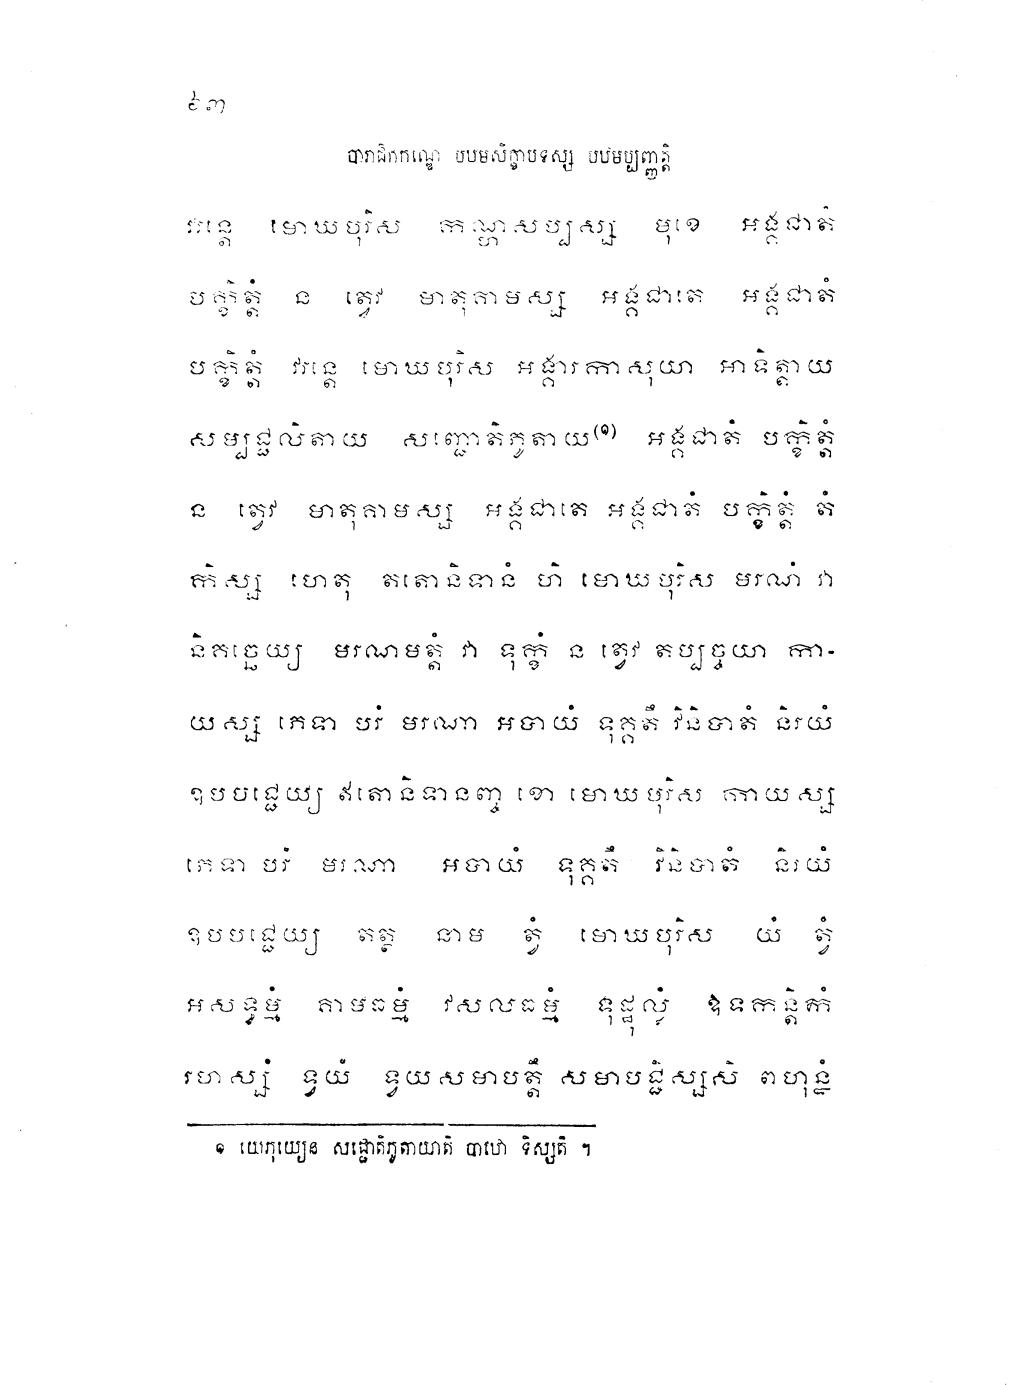 ៩៣
បារាជិកកណ្ឌេ បឋមសិក្ខាបទស្ស បឋមប្បញ្ញត្តិ
វរន្តេ មោឃបុរិស កណ្ហសប្បស្ស មុខេ អង្គជាតំ
បក្ខិត្តំ ន ត្វេវ មាតុគាមស្ស អង្គជាតេ អង្គជាតំ
បក្ខិត្តំ វរន្តេ មោឃបុរិស អង្គារកាសុយា អាទិត្តាយ
សម្បជ្ជលិតាយ សញ្ជោតិភូតាយ(១) អង្គជាតំ បក្ខិត្តំ
ន ត្វេវ មាតុគាមស្ស អង្គជាតេ អង្គជាតំ បក្ខិត្តំ តំ
កិស្ស ហេតុ តតោនិទានំ ហិ មោឃបុរិស មរណំ វា
និគច្ឆេយ្យ មរណមត្តំ វា ទុក្ខំ ន ត្វេវ តប្បច្ចយា កា-
យស្ស ភេទា បរំ មរណា អបាយំ ទុគ្គតឹ វិនិបាតំ និរយំ
ឧបបជ្ជេយ្យ ឥតោនិទានញ្ច ខោ មោឃបុរិស កាយស្ស
ភេទា បរំ មរណា អបាយំ ទុគ្គតឹ វិនិបាតំ និរយំ
ឧបបជ្ជេយ្យ តត្ថ នាម ត្វំ មោឃបុរិស យំ ត្វំ
អសទ្ធម្មំ គាមធម្មំ វសលធម្មំ ទុដ្ឋុល្លំ ឱទកន្តិកំ
រហស្សំ ទ្វយំ ទ្វយសមាបត្តឹ សមាបជ្ជិស្សសិ ពហុន្នំ
១ យេភុយ្យេន សជ្ជោតិភូតាយាតិ បាឋោ ទិស្សតិ ។